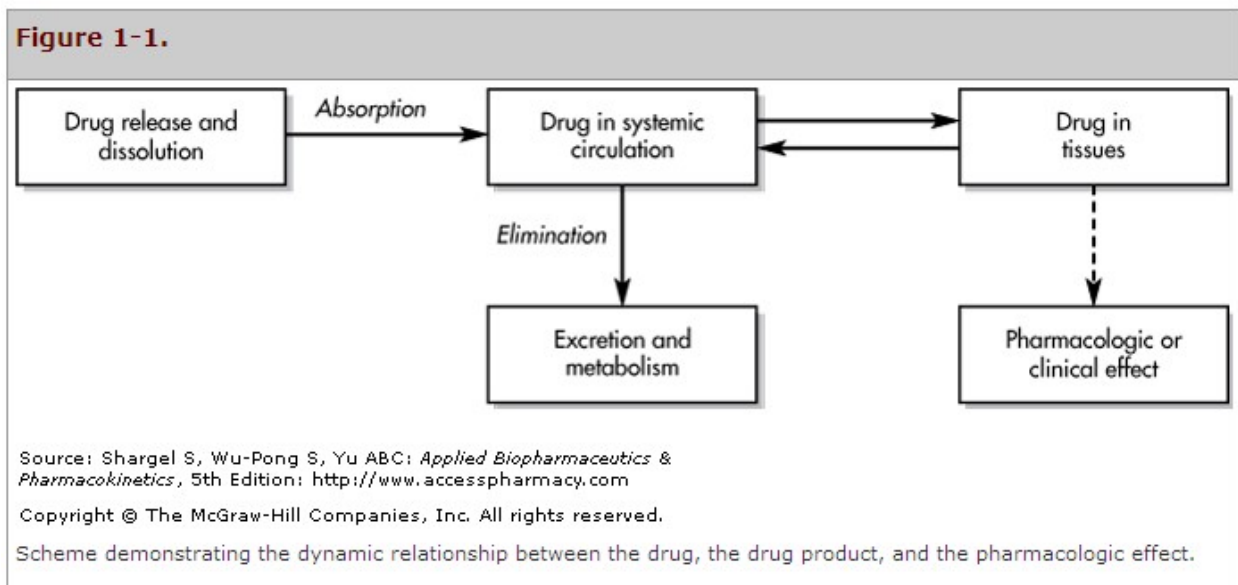 Figure 1-1.
Drug release and
dissolution
Absorption
Drug in systemic
circulation
Drug in
tissues
Elimination
Excretion and
metabolism
Pharmacologic or
clinical effect
Source: Shargel S, Wu-Pong S, Yu ABC: Applied Biopharmaceutics &
Pharmacokinetics, 5th Edition: http://www.accesspharmacy.com
Copyright © The McGraw-Hill Companies, Inc. All rights reserved.
Scheme demonstrating the dynamic relationship between the drug, the drug product, and the pharmacologic effect.